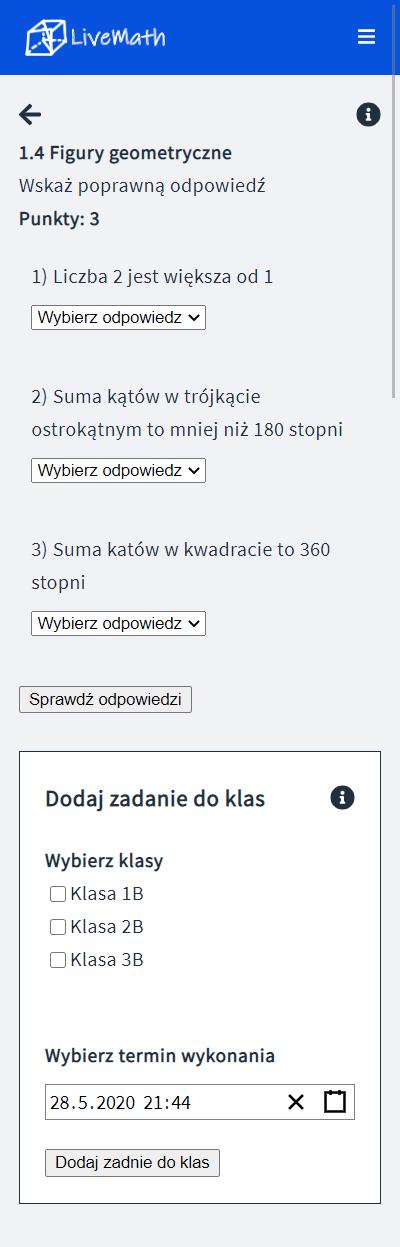 LiveMath
1.4 Figury geometryczne
Wskaż poprawną odpowiedź
Punkty: 3
1) Liczba 2 jest większa od 1
Wybierz odpowiedz
2) Suma kątów w trójkącie
ostrokątnym to mniej niż 180 stopni
Wybierz odpowiedz
3) Suma katów w kwadracie to 360
stopni
Wybierz odpowiedz
Sprawdź odpowiedzi
Dodaj zadanie do klas
Wybierz klasy
Klasa 1B
Klasa 2B
Klasa 3B
Wybierz termin wykonania
28.5.2020 21:44
Dodaj zadnie do klas